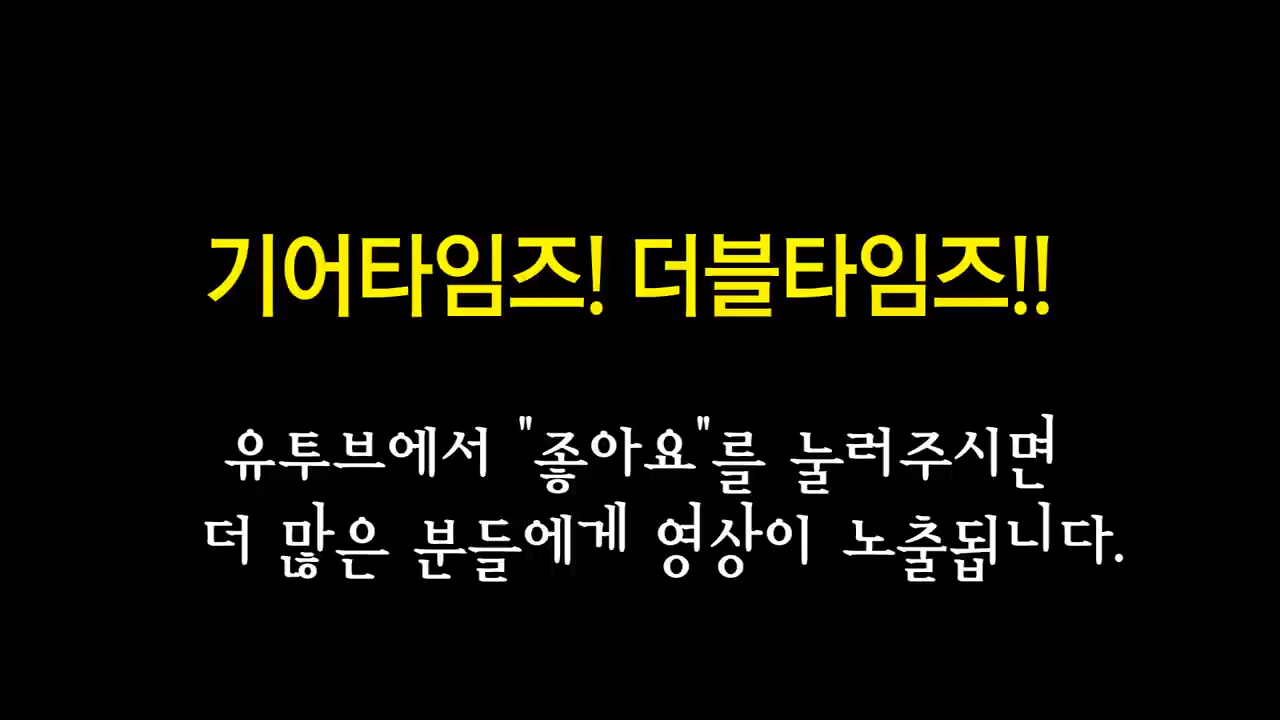 기어타임즈! 더블타임즈!!
유투브에서 "좋아요"를 눌러주시면
더 많은 분들에게 영상이 노출됩니다.